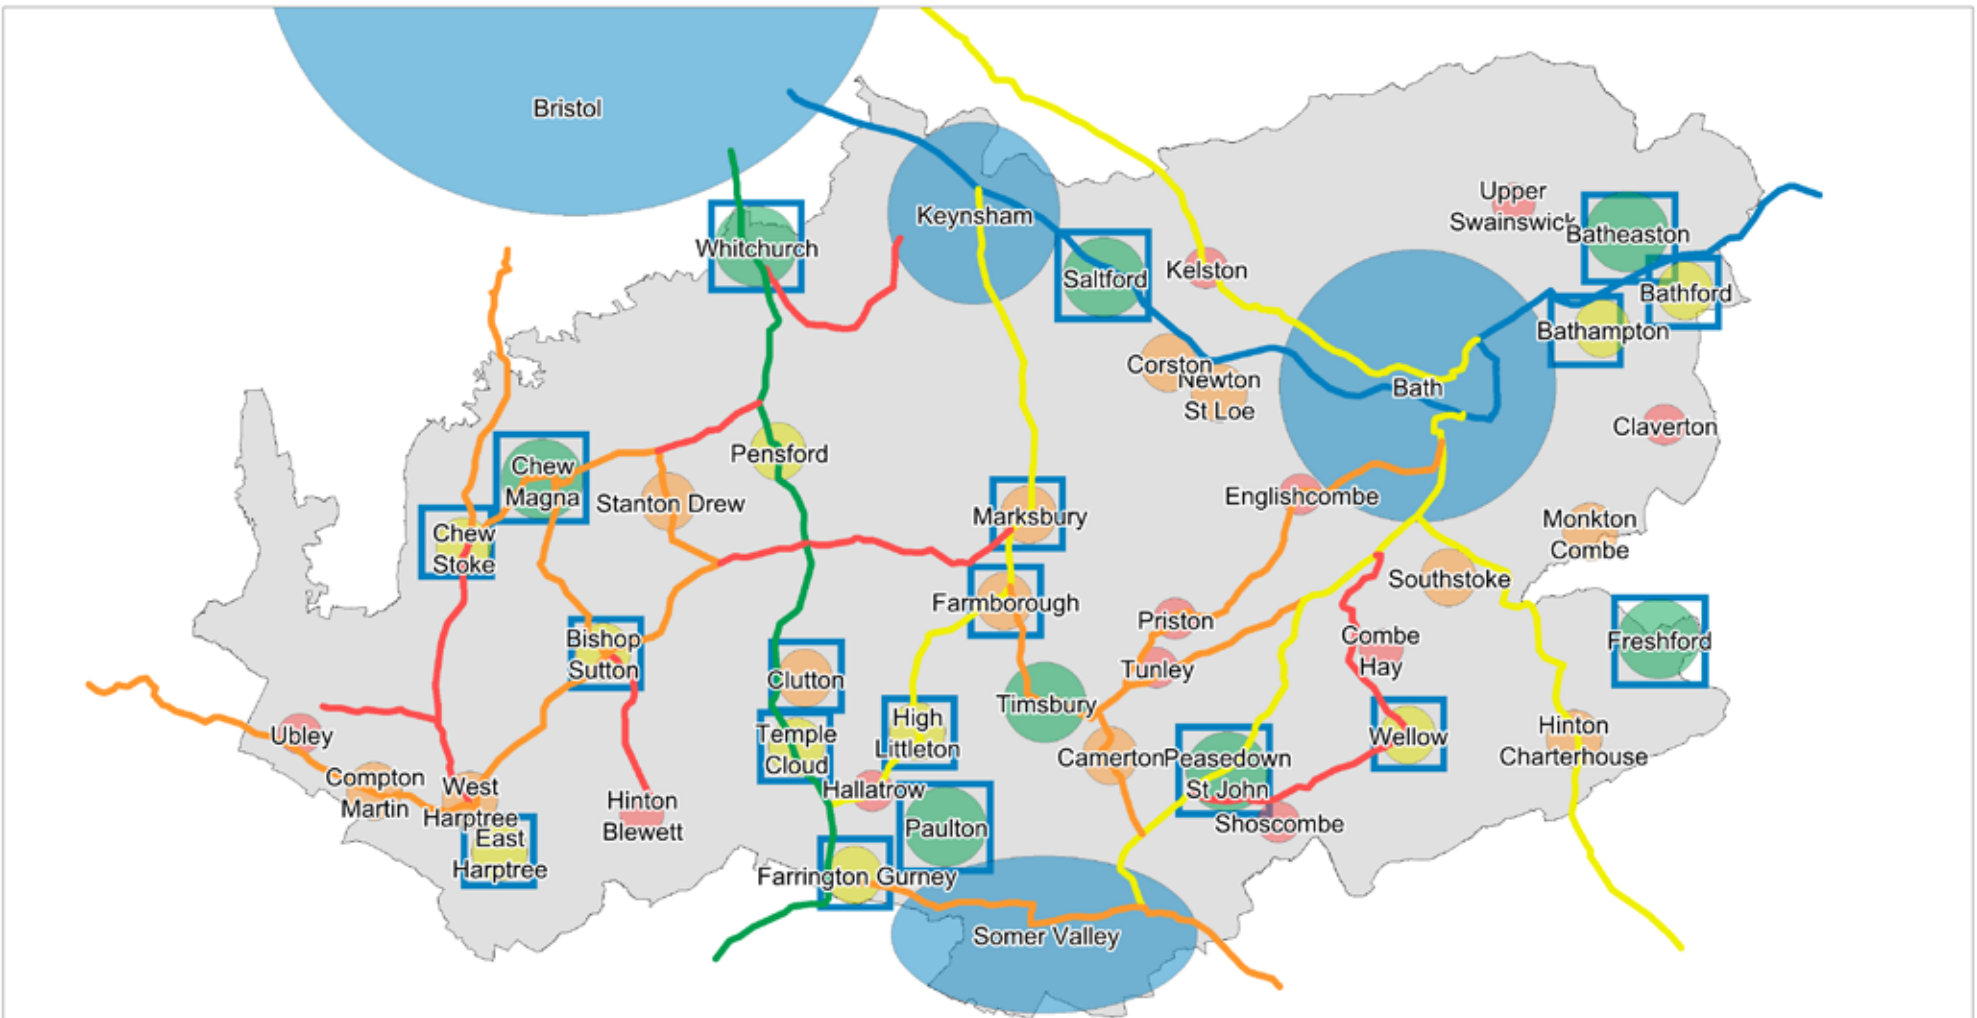 Bristol
Upper
Swainswick
Keynsham
Batheaston
Whitchurch
Kelston
Saltford
Bathford
Bathampton
Corston
Newton
St Loe
Bath
Claverton
Pensford
Chew
Magna
Stanton Drew
Englishcombe
Marksbury
Monkton
Combe
Chew
Stoke
Southstoke
Farmborough
Priston
Combe
Hay
Freshford
Bishop
Sutton
Tunley
Clutton
Timsbury
High
Littleton
Temple
Cloud
Wellow
Hinton
Charterhouse
Ubley
Camerton
Peasedown
St John
Compton
Martin
West
Harptree
Hallatrow
Hinton
Blewett
Paulton
Shoscombe
East
Harptree
Farrington Gurney
Somer Valley